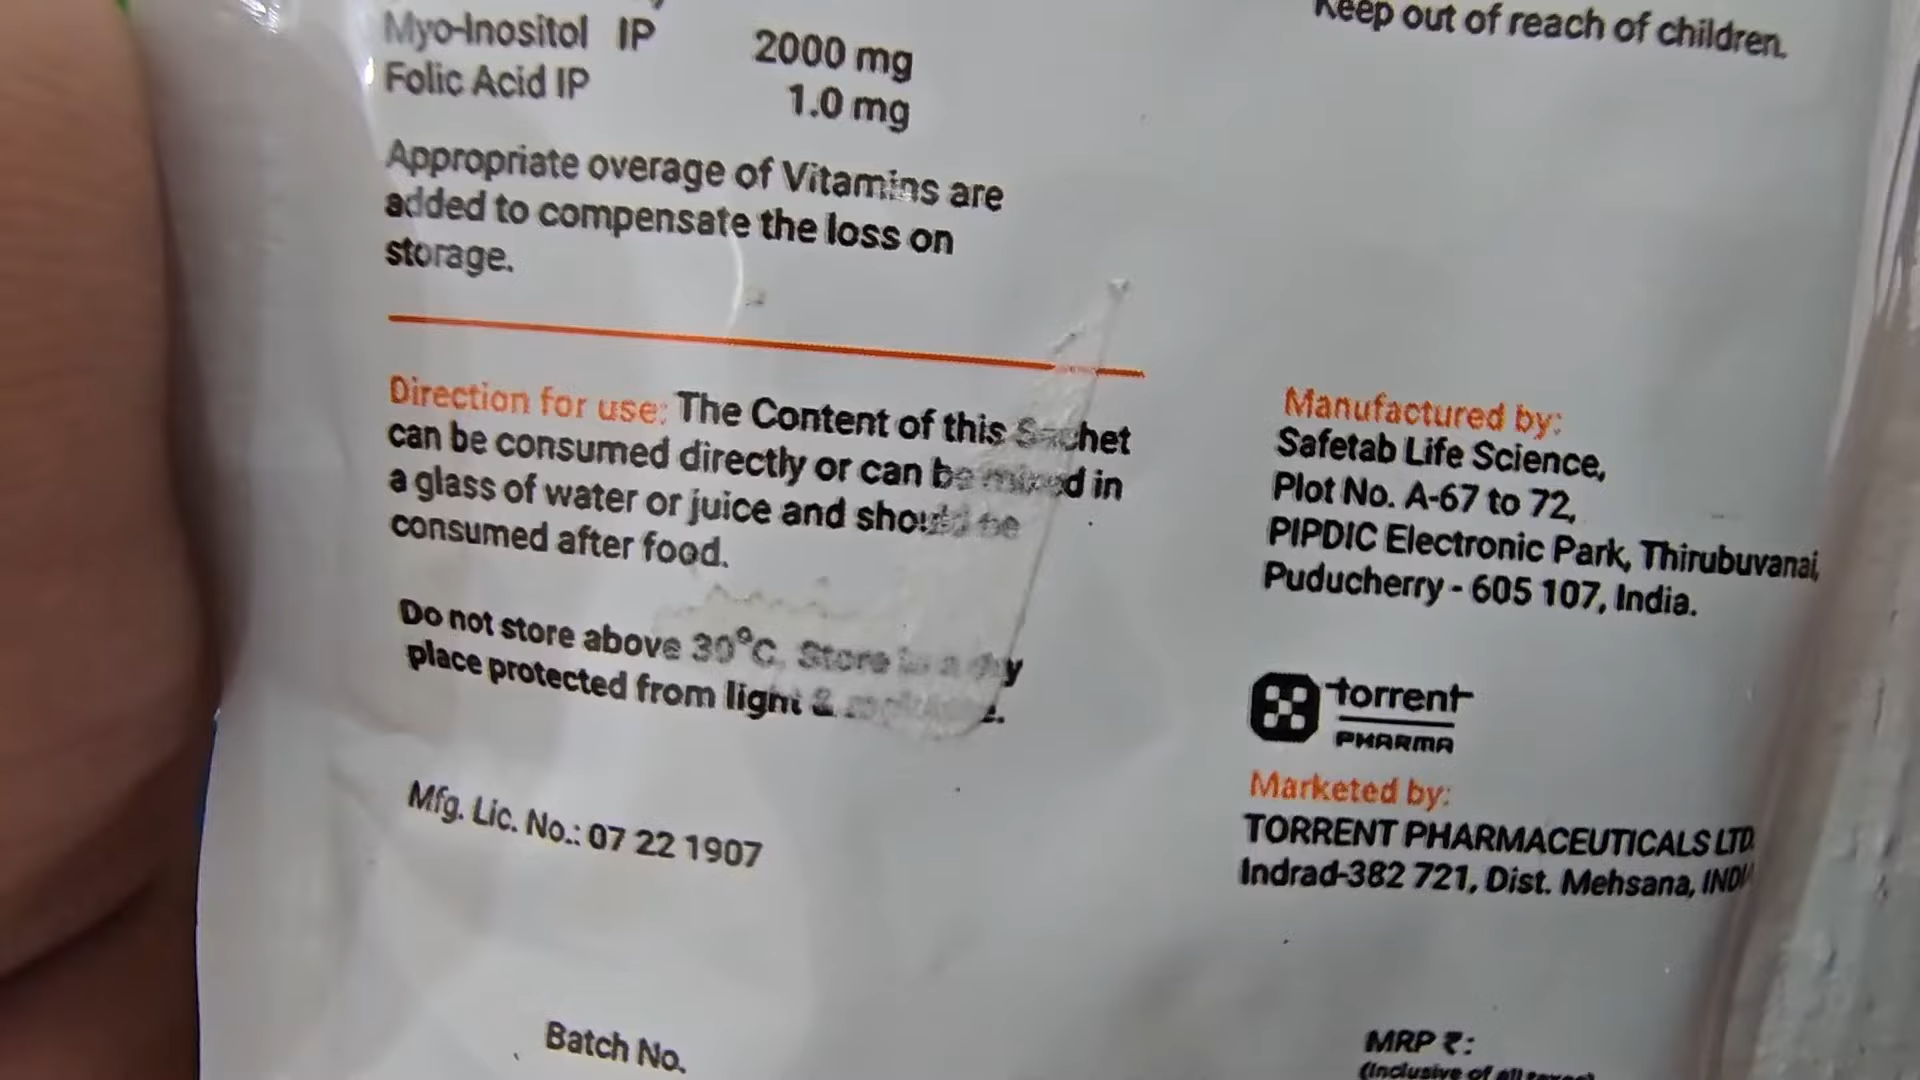 Myo-Inositol IP 2000 mg
Folic Acid IP 1.0 mg
Appropriate overage of Vitamins are
added to compensate the loss on
storage.
Direction for use: The Content of this Sachet
can be consumed directly or can be mixed in
a glass of water or juice and should be
consumed after food.
Do not store above 30°C. Store in a dry
place protected from light &
Mfg. Lic. No.: 07 22 1907
Batch No.
Keep out of reach of children.
Manufactured by:
Safetab Life Science,
Plot No. A-67 to 72,
PIPDIC Electronic Park, Thirubuvanai,
Puducherry - 605 107, India.
torrent
PHARMA
Marketed by:
TORRENT PHARMACEUTICALS LTD.
Indrad-382 721, Dist. Mehsana, INDIA
MRP ₹:
(Inclusive of all taxes)